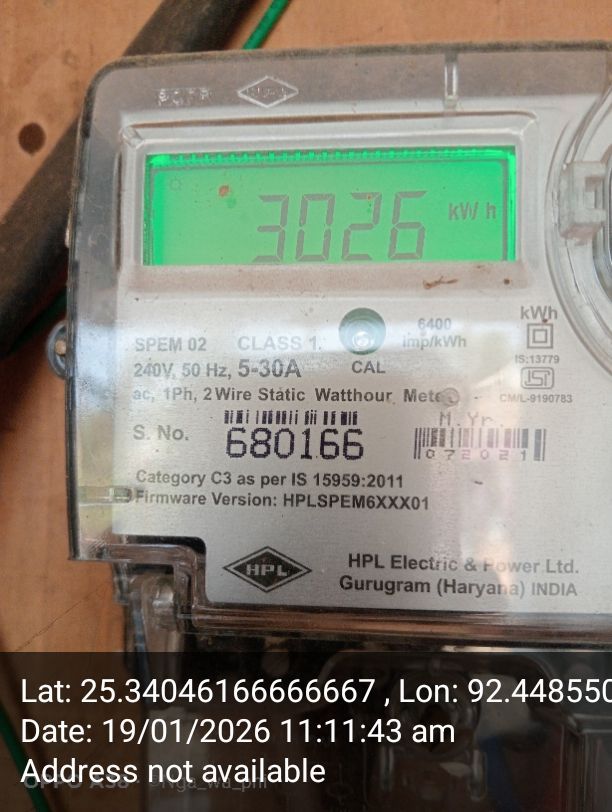 HPL
3026 kWh
SPEM 02 CLASS 1. 6400 imp/kWh kWh
240V, 50 Hz, 5-30A CAL IS:13779
ac, 1Ph, 2 Wire Static Watthour Meter CM/L-9190783
S. No. 680166 M.Yr. 072021
Category C3 as per IS 15959:2011
Firmware Version: HPLSPEM6XXX01
HPL HPL Electric & Power Ltd.
Gurugram (Haryana) INDIA
Lat: 25.34046166666667 , Lon: 92.448550
Date: 19/01/2026 11:11:43 am
Address not available